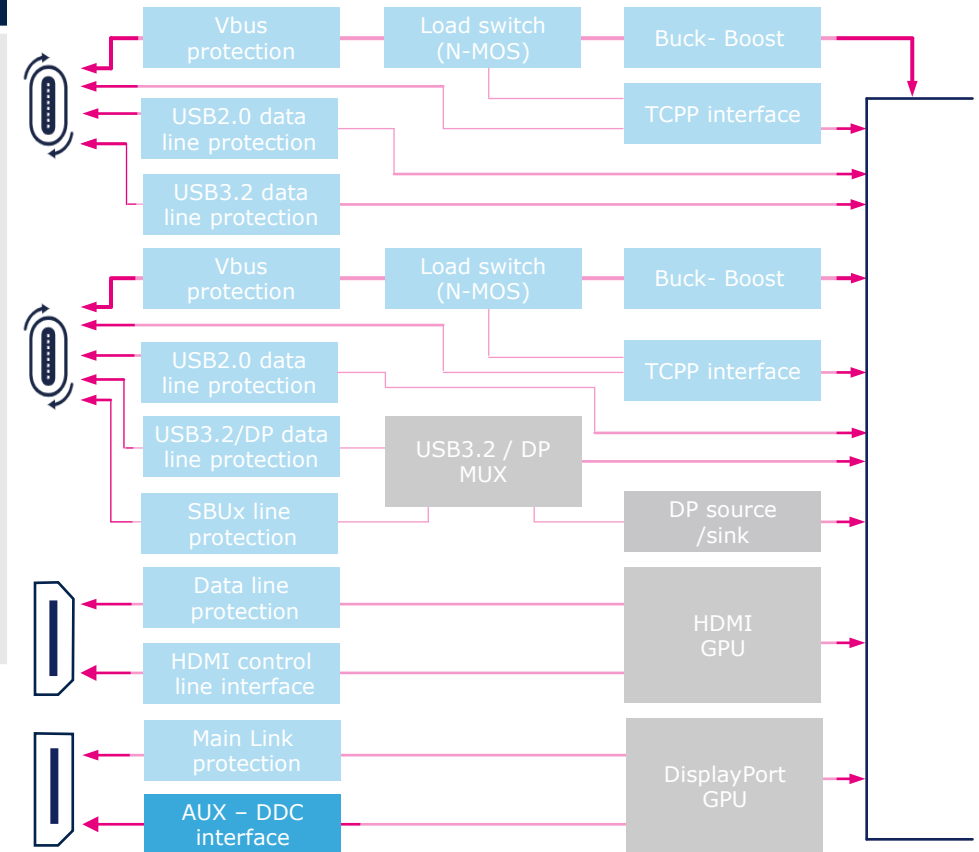 Vbus
protection
Load switch
(N-MOS)
Buck- Boost
TCPP interface
USB2.0 data
line protection
USB3.2 data
line protection
Vbus
protection
Load switch
(N-MOS)
Buck- Boost
TCPP interface
USB2.0 data
line protection
USB3.2/DP data
line protection
USB3.2 / DP
MUX
SBUx line
protection
DP source
/sink
Data line
protection
HDMI
GPU
HDMI control
line interface
Main Link
protection
DisplayPort
GPU
AUX – DDC
interface